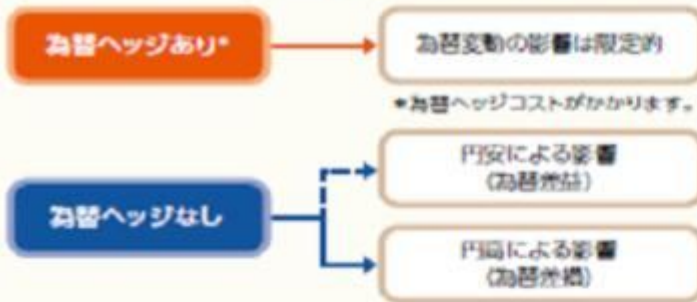 為替ヘッジあり*
為替変動の影響は限定的
*為替ヘッジコストがかかります。
為替ヘッジなし
円安による影響
(為替差益)
円高による影響
(為替差損)